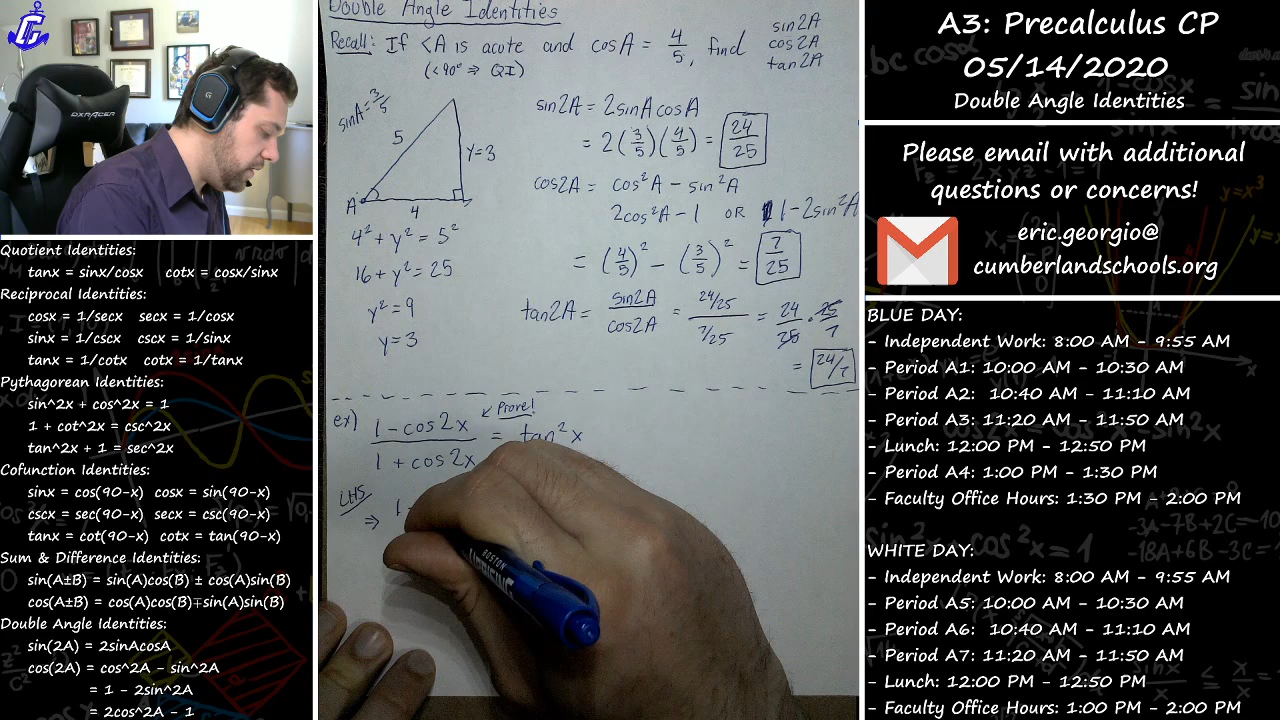 C
DXRACER
G
Quotient Identities:
tanx = sinx/cosx cotx = cosx/sinx
Reciprocal Identities:
cosx = 1/secx secx = 1/cosx
sinx = 1/cscx cscx = 1/sinx
tanx = 1/cotx cotx = 1/tanx
Pythagorean Identities:
sin^2x + cos^2x = 1
1 + cot^2x = csc^2x
tan^2x + 1 = sec^2x
Cofunction Identities:
sinx = cos(90-x) cosx = sin(90-x)
cscx = sec(90-x) secx = csc(90-x)
tanx = cot(90-x) cotx = tan(90-x)
Sum & Difference Identities:
sin(A±B) = sin(A)cos(B) ± cos(A)sin(B)
cos(A±B) = cos(A)cos(B)∓sin(A)sin(B)
Double Angle Identities:
sin(2A) = 2sinAcosA
cos(2A) = cos^2A - sin^2A
= 1 - 2sin^2A
= 2cos^2A - 1
Double Angle Identities
Recall: If <A is acute and cosA = 4/5, find sin2A
cos2A
tan2A
(<90° ⇒ QI)
sinA = 3/5
5
y=3
A
4
4² + y² = 5²
16 + y² = 25
y² = 9
y = 3
sin2A = 2sinAcosA
= 2(3/5)(4/5) = 24/25
cos2A = cos²A - sin²A
2cos²A - 1 OR 1 - 2sin²A
= (4/5)² - (3/5)² = 7/25
tan2A = sin2A/cos2A = 24/25 / 7/25 = 24/25 · 25/7
= 24/7
ex) 1 - cos2x / 1 + cos2x = tan²x
Prove!
LHS
⇒ 1 -
BOSTON
A3: Precalculus CP
05/14/2020
Double Angle Identities
Please email with additional
questions or concerns!
eric.georgio@
cumberlandschools.org
BLUE DAY:
- Independent Work: 8:00 AM - 9:55 AM
- Period A1: 10:00 AM - 10:30 AM
- Period A2: 10:40 AM - 11:10 AM
- Period A3: 11:20 AM - 11:50 AM
- Lunch: 12:00 PM - 12:50 PM
- Period A4: 1:00 PM - 1:30 PM
- Faculty Office Hours: 1:30 PM - 2:00 PM
WHITE DAY:
- Independent Work: 8:00 AM - 9:55 AM
- Period A5: 10:00 AM - 10:30 AM
- Period A6: 10:40 AM - 11:10 AM
- Period A7: 11:20 AM - 11:50 AM
- Lunch: 12:00 PM - 12:50 PM
- Faculty Office Hours: 1:00 PM - 2:00 PM